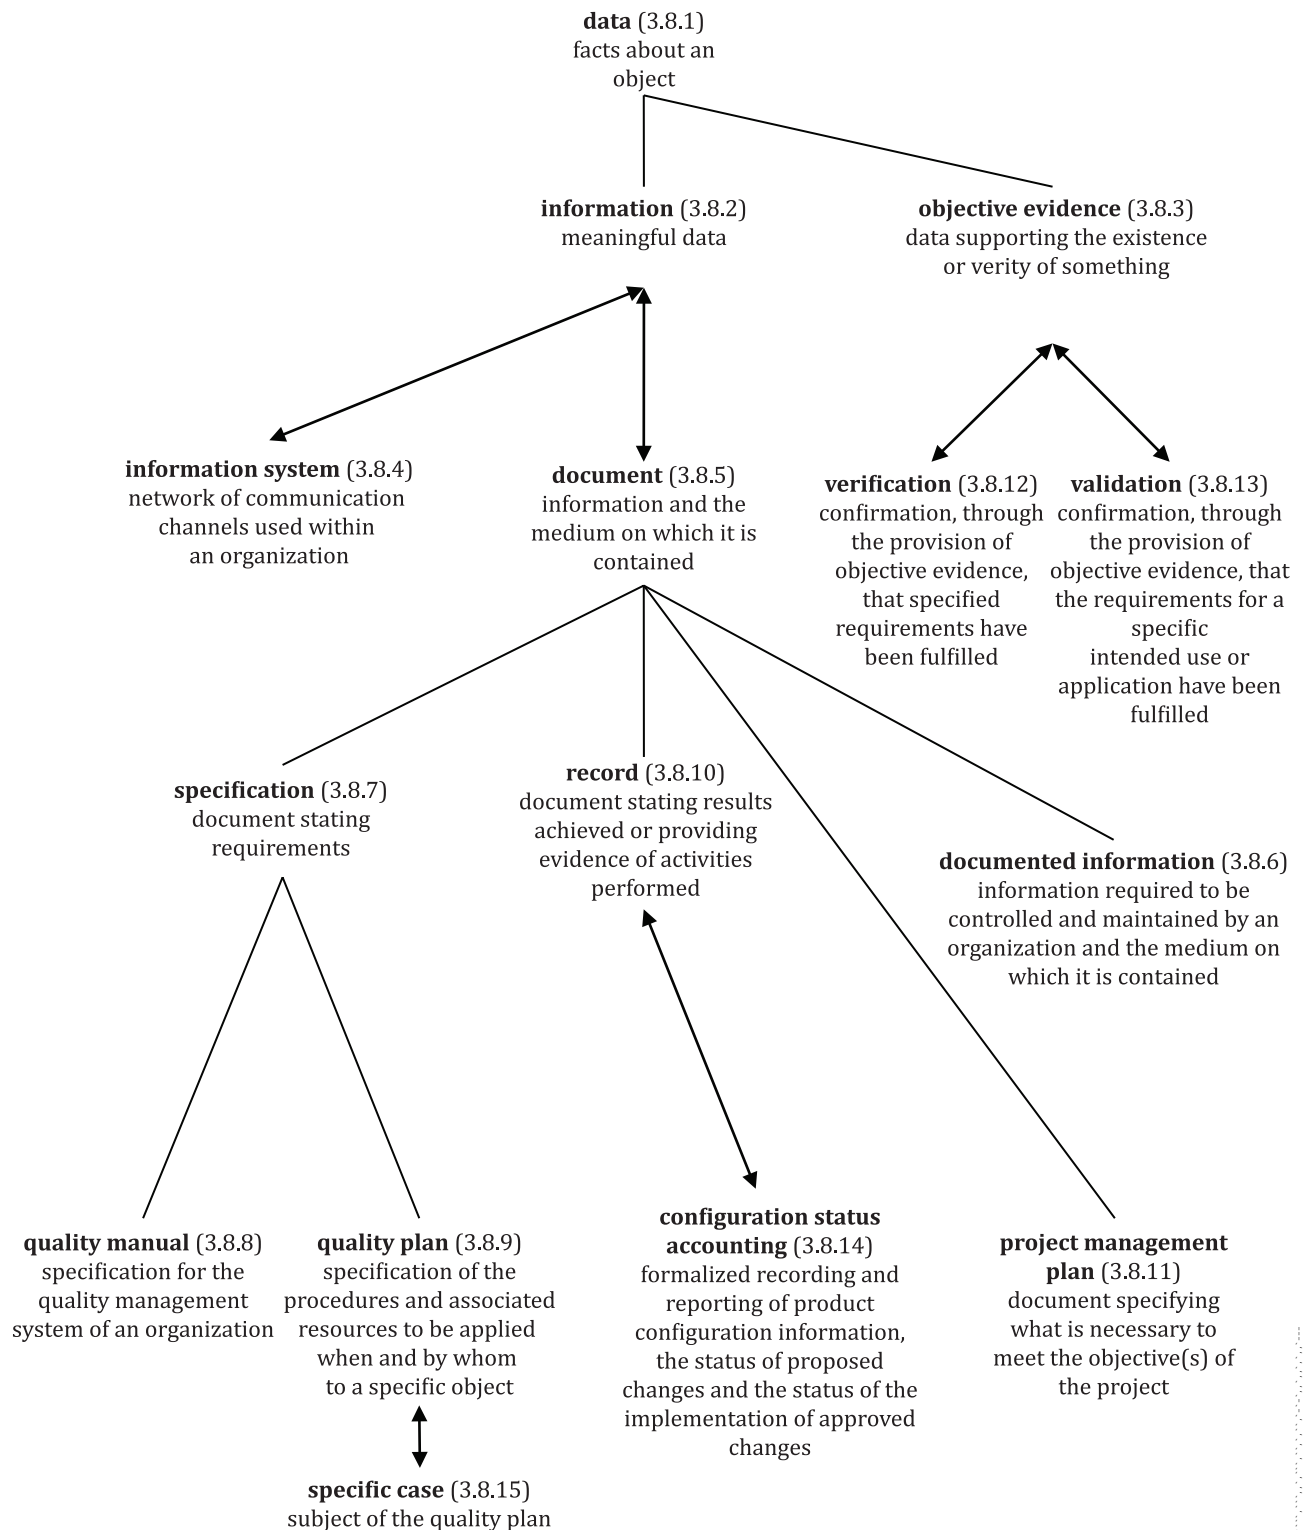 data (3.8.1)
facts about an
object
information (3.8.2)
meaningful data
objective evidence (3.8.3)
data supporting the existence
or verity of something
information system (3.8.4)
network of communication
channels used within
an organization
document (3.8.5)
information and the
medium on which it is
contained
verification (3.8.12)
confirmation, through
the provision of
objective evidence,
that specified
requirements have
been fulfilled
validation (3.8.13)
confirmation, through
the provision of
objective evidence, that
the requirements for a
specific
intended use or
application have been
fulfilled
specification (3.8.7)
document stating
requirements
record (3.8.10)
document stating results
achieved or providing
evidence of activities
performed
documented information (3.8.6)
information required to be
controlled and maintained by an
organization and the medium on
which it is contained
quality manual (3.8.8)
specification for the
quality management
system of an organization
quality plan (3.8.9)
specification of the
procedures and associated
resources to be applied
when and by whom
to a specific object
configuration status
accounting (3.8.14)
formalized recording and
reporting of product
configuration information,
the status of proposed
changes and the status of the
implementation of approved
changes
project management
plan (3.8.11)
document specifying
what is necessary to
meet the objective(s) of
the project
specific case (3.8.15)
subject of the quality plan